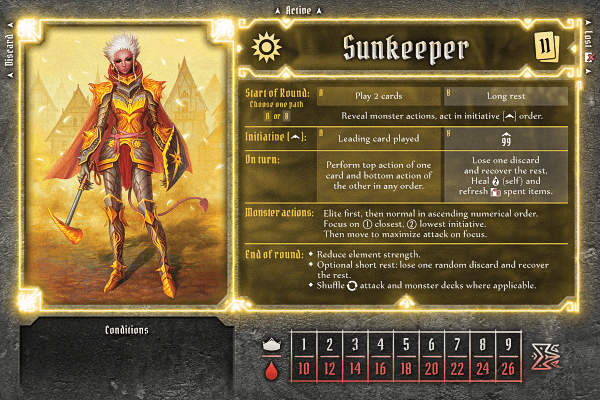 Active
Discard
Lost
Sunkeeper
11
Start of Round:
Choose one path
A or B
A Play 2 cards
B Long rest
Reveal monster actions, act in initiative [ ] order.
Initiative [ ]:
A Leading card played
B 99
On turn:
Perform top action of one
card and bottom action of
the other in any order.
Lose one discard
and recover the rest,
Heal (self) and
refresh spent items.
Monster actions:
Elite first, then normal in ascending numerical order.
Focus on ① closest, ② lowest initiative.
Then move to maximize attack on focus.
End of round:
◆ Reduce element strength.
◆ Optional short rest: lose one random discard and recover
the rest.
◆ Shuffle attack and monster decks where applicable.
Conditions
1 2 3 4 5 6 7 8 9
10 12 14 16 18 20 22 24 26